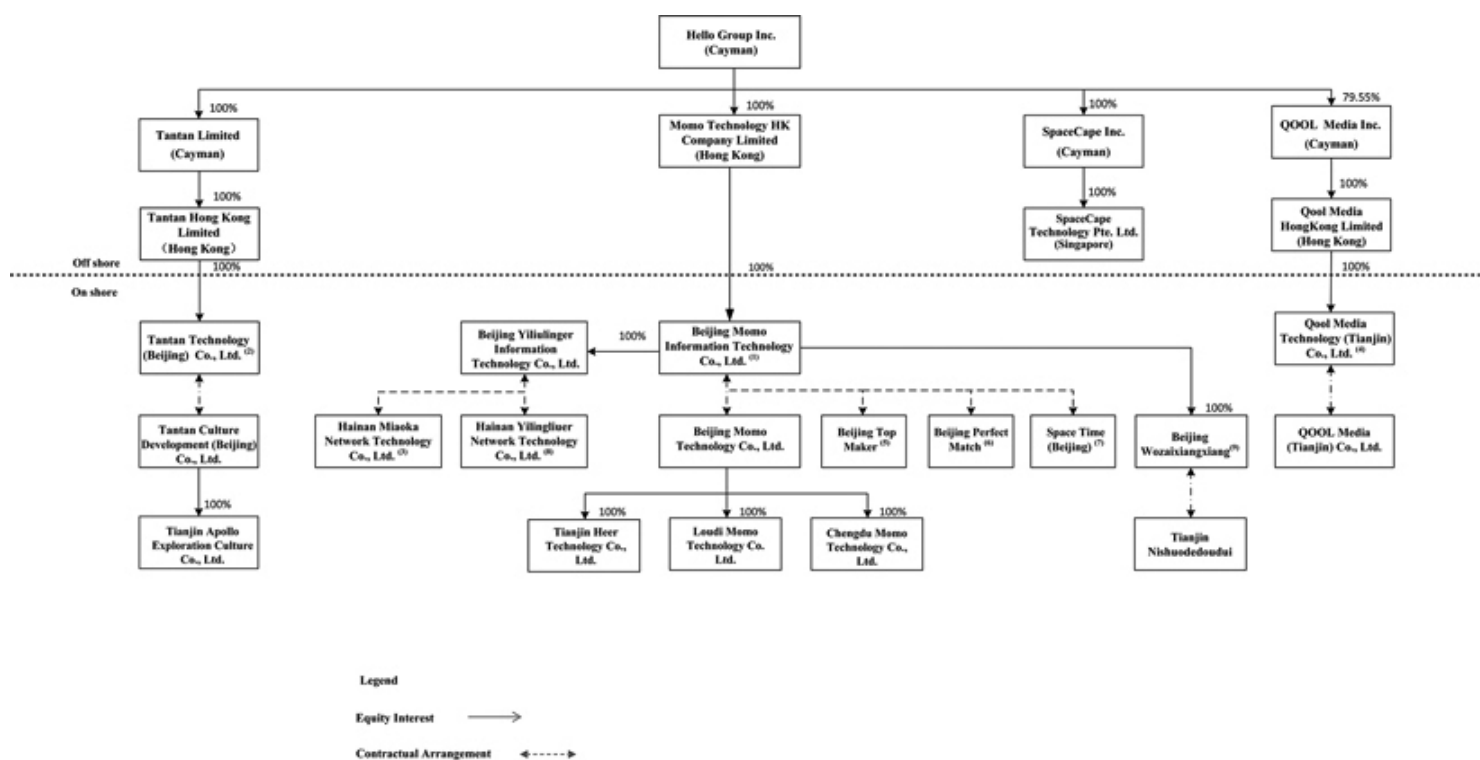 Hello Group Inc.
(Cayman)
100%
100%
100%
79.55%
Tantan Limited
(Cayman)
Momo Technology HK
Company Limited
(Hong Kong)
SpaceCape Inc.
(Cayman)
QOOL Media Inc.
(Cayman)
100%
100%
100%
Tantan Hong Kong
Limited
(Hong Kong)
SpaceCape
Technology Pte. Ltd.
(Singapore)
Qool Media
HongKong Limited
(Hong Kong)
Off shore
100%
100%
100%
On shore
Tantan Technology
(Beijing) Co., Ltd. (2)
Beijing Yiliulinger
Information
Technology Co., Ltd.
100%
Beijing Momo
Information Technology
Co., Ltd. (1)
Qool Media
Technology (Tianjin)
Co., Ltd. (4)
100%
Tantan Culture
Development (Beijing)
Co., Ltd.
Hainan Miaoka
Network Technology
Co., Ltd. (3)
Hainan Yilingliuer
Network Technology
Co., Ltd. (8)
Beijing Momo
Technology Co., Ltd.
Beijing Top
Maker (5)
Beijing Perfect
Match (6)
Space Time
(Beijing) (7)
Beijing
Wozaixiangxiang(9)
QOOL Media
(Tianjin) Co., Ltd.
100%
100%
100%
100%
Tianjin Apollo
Exploration Culture
Co., Ltd.
Tianjin Heer
Technology Co.,
Ltd.
Loudi Momo
Technology Co.
Ltd.
Chengdu Momo
Technology Co.,
Ltd.
Tianjin
Nishuodedoudui
Legend
Equity Interest
Contractual Arrangement